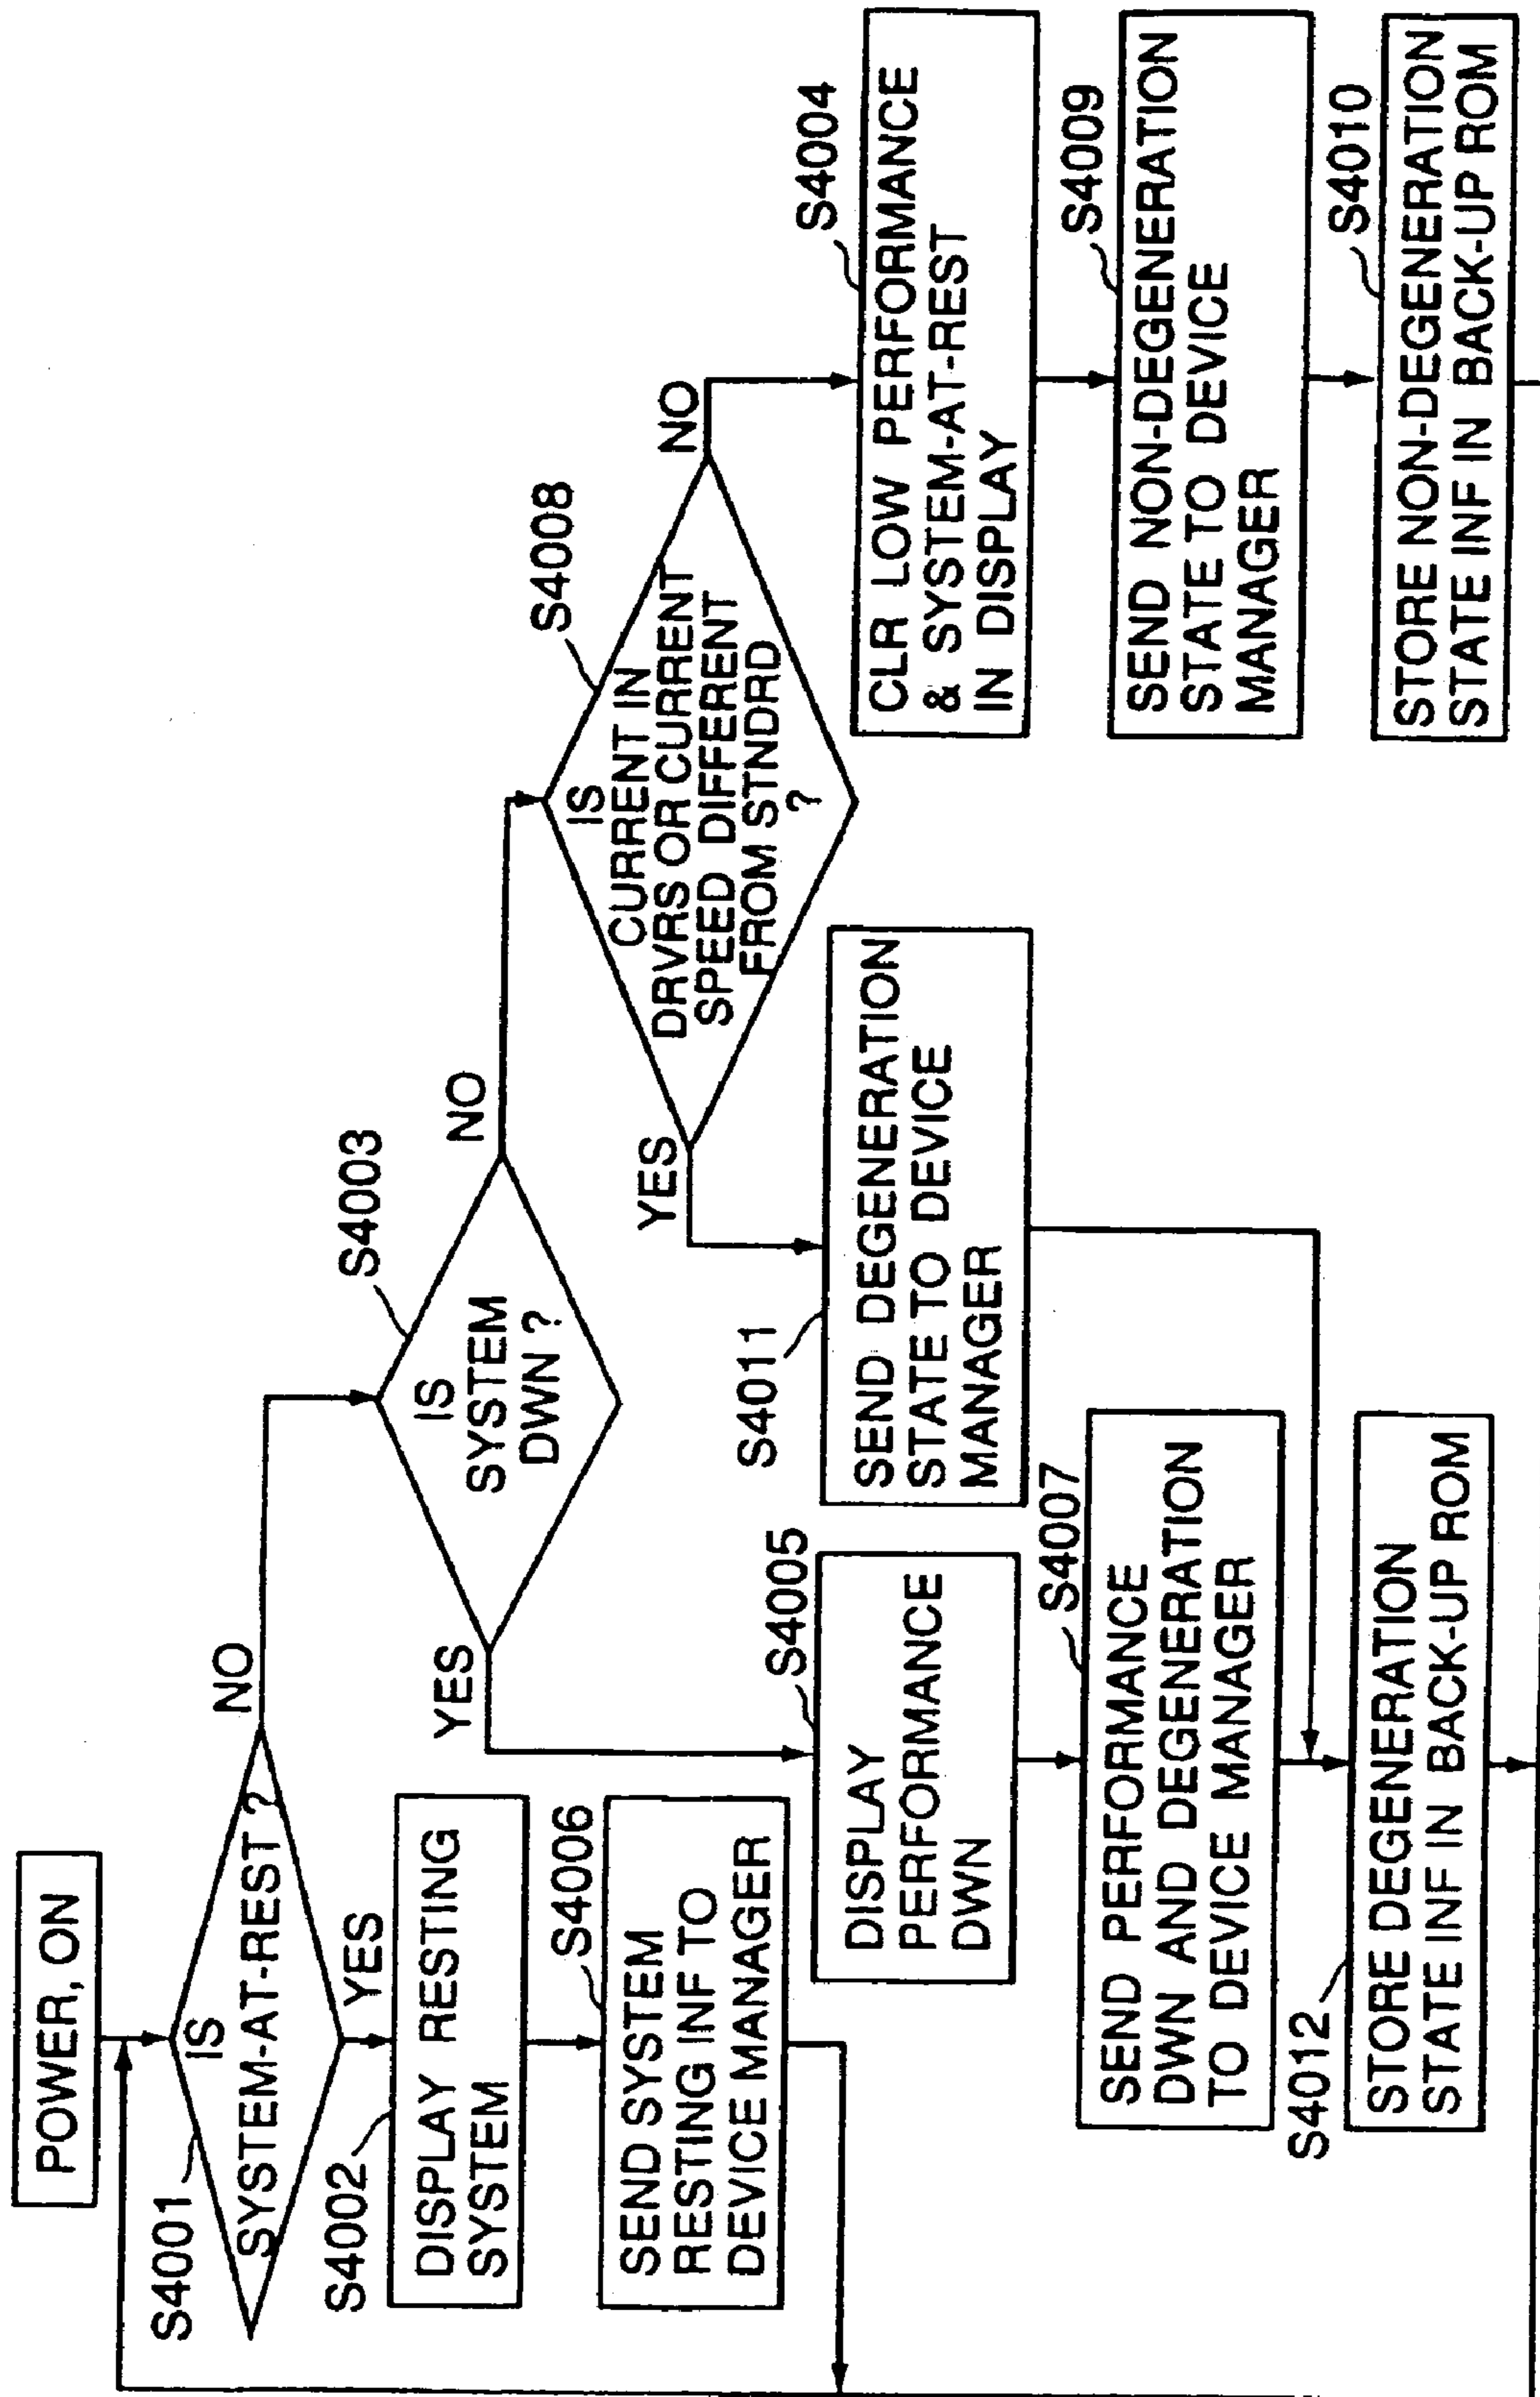 POWER, ON
S4001
IS
SYSTEM-AT-REST ?
NO
YES
S4002
DISPLAY RESTING
SYSTEM
S4006
SEND SYSTEM
RESTING INF TO
DEVICE MANAGER
S4003
IS
SYSTEM
DWN ?
NO
YES
S4005
DISPLAY
PERFORMANCE
DWN
S4007
SEND PERFORMANCE
DWN AND DEGENERATION
TO DEVICE MANAGER
S4012
STORE DEGENERATION
STATE INF IN BACK-UP ROM
S4008
IS
CURRENT IN
DRVRS OR CURRENT
SPEED DIFFERENT
FROM STNDRD
?
NO
YES
S4011
SEND DEGENERATION
STATE TO DEVICE
MANAGER
S4004
CLR LOW PERFORMANCE
& SYSTEM-AT-REST
IN DISPLAY
S4009
SEND NON-DEGENERATION
STATE TO DEVICE
MANAGER
S4010
STORE NON-DEGENERATION
STATE INF IN BACK-UP ROM